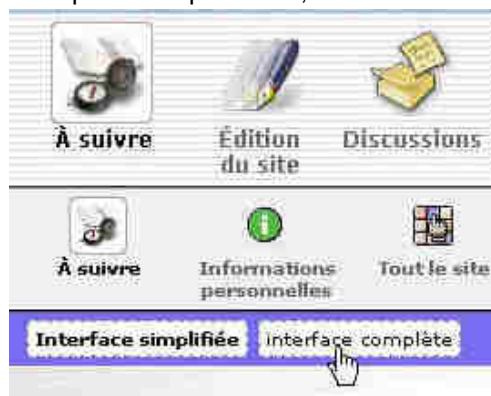 À suivre
Édition du site
Discussions
À suivre
Informations personnelles
Tout le site
Interface simplifiée
interface complète